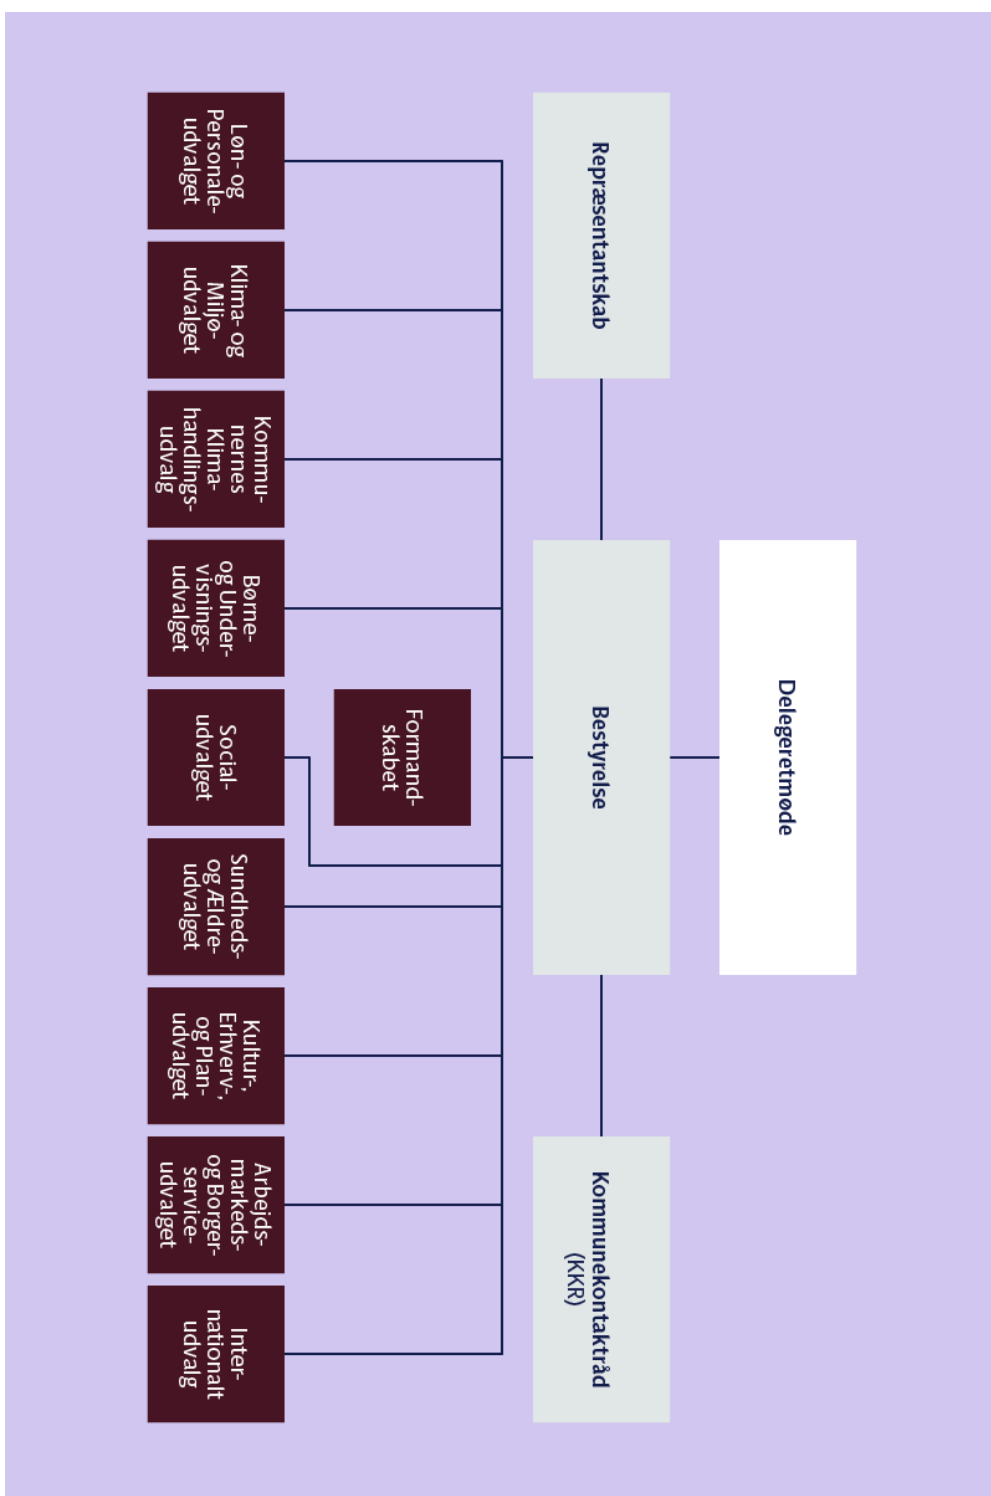 Delegeretmøde
Repræsentantskab
Bestyrelse
Kommunekontaktråd
(KKR)
Formand-
skabet
Løn- og
Personale-
udvalget
Klima- og
Miljø-
udvalget
Kommu-
nernes
Klima-
handlings-
udvalg
Børne-
og Under-
visnings-
udvalget
Social-
udvalget
Sundheds-
og Ældre-
udvalget
Kultur-,
Erhverv-,
og Plan-
udvalget
Arbejds-
markeds-
og Borger-
service-
udvalget
Inter-
nationalt
udvalg